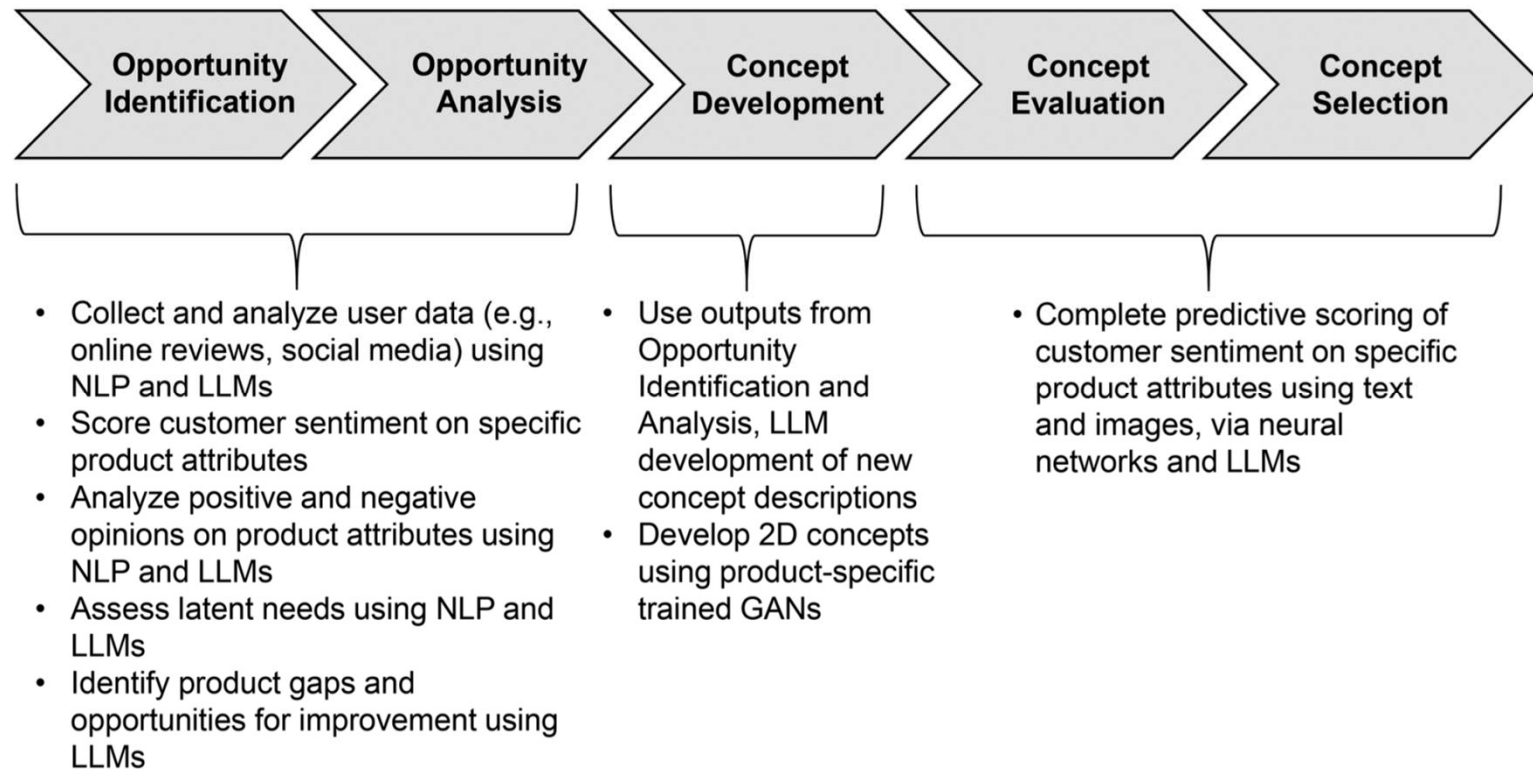 Opportunity
Identification
Opportunity
Analysis
Concept
Development
Concept
Evaluation
Concept
Selection
• Collect and analyze user data (e.g.,
online reviews, social media) using
NLP and LLMs
• Score customer sentiment on specific
product attributes
• Analyze positive and negative
opinions on product attributes using
NLP and LLMs
• Assess latent needs using NLP and
LLMs
• Identify product gaps and
opportunities for improvement using
LLMs
• Use outputs from
Opportunity
Identification and
Analysis, LLM
development of new
concept descriptions
• Develop 2D concepts
using product-specific
trained GANs
• Complete predictive scoring of
customer sentiment on specific
product attributes using text
and images, via neural
networks and LLMs